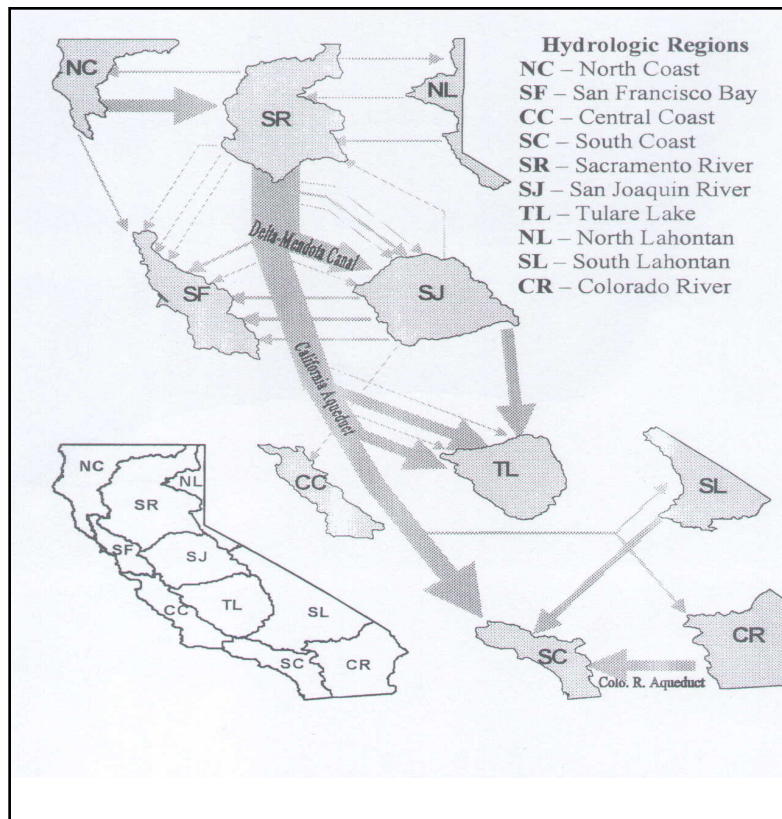 Hydrologic Regions
NC – North Coast
SF – San Francisco Bay
CC – Central Coast
SC – South Coast
SR – Sacramento River
SJ – San Joaquin River
TL – Tulare Lake
NL – North Lahontan
SL – South Lahontan
CR – Colorado River
NC
SR
NL
Delta-Mendota Canal
SF
SJ
California Aqueduct
CC
TL
SL
SC
CR
Colo. R. Aqueduct
NC
NL
SR
SF
SJ
CC
TL
SL
SC
CR